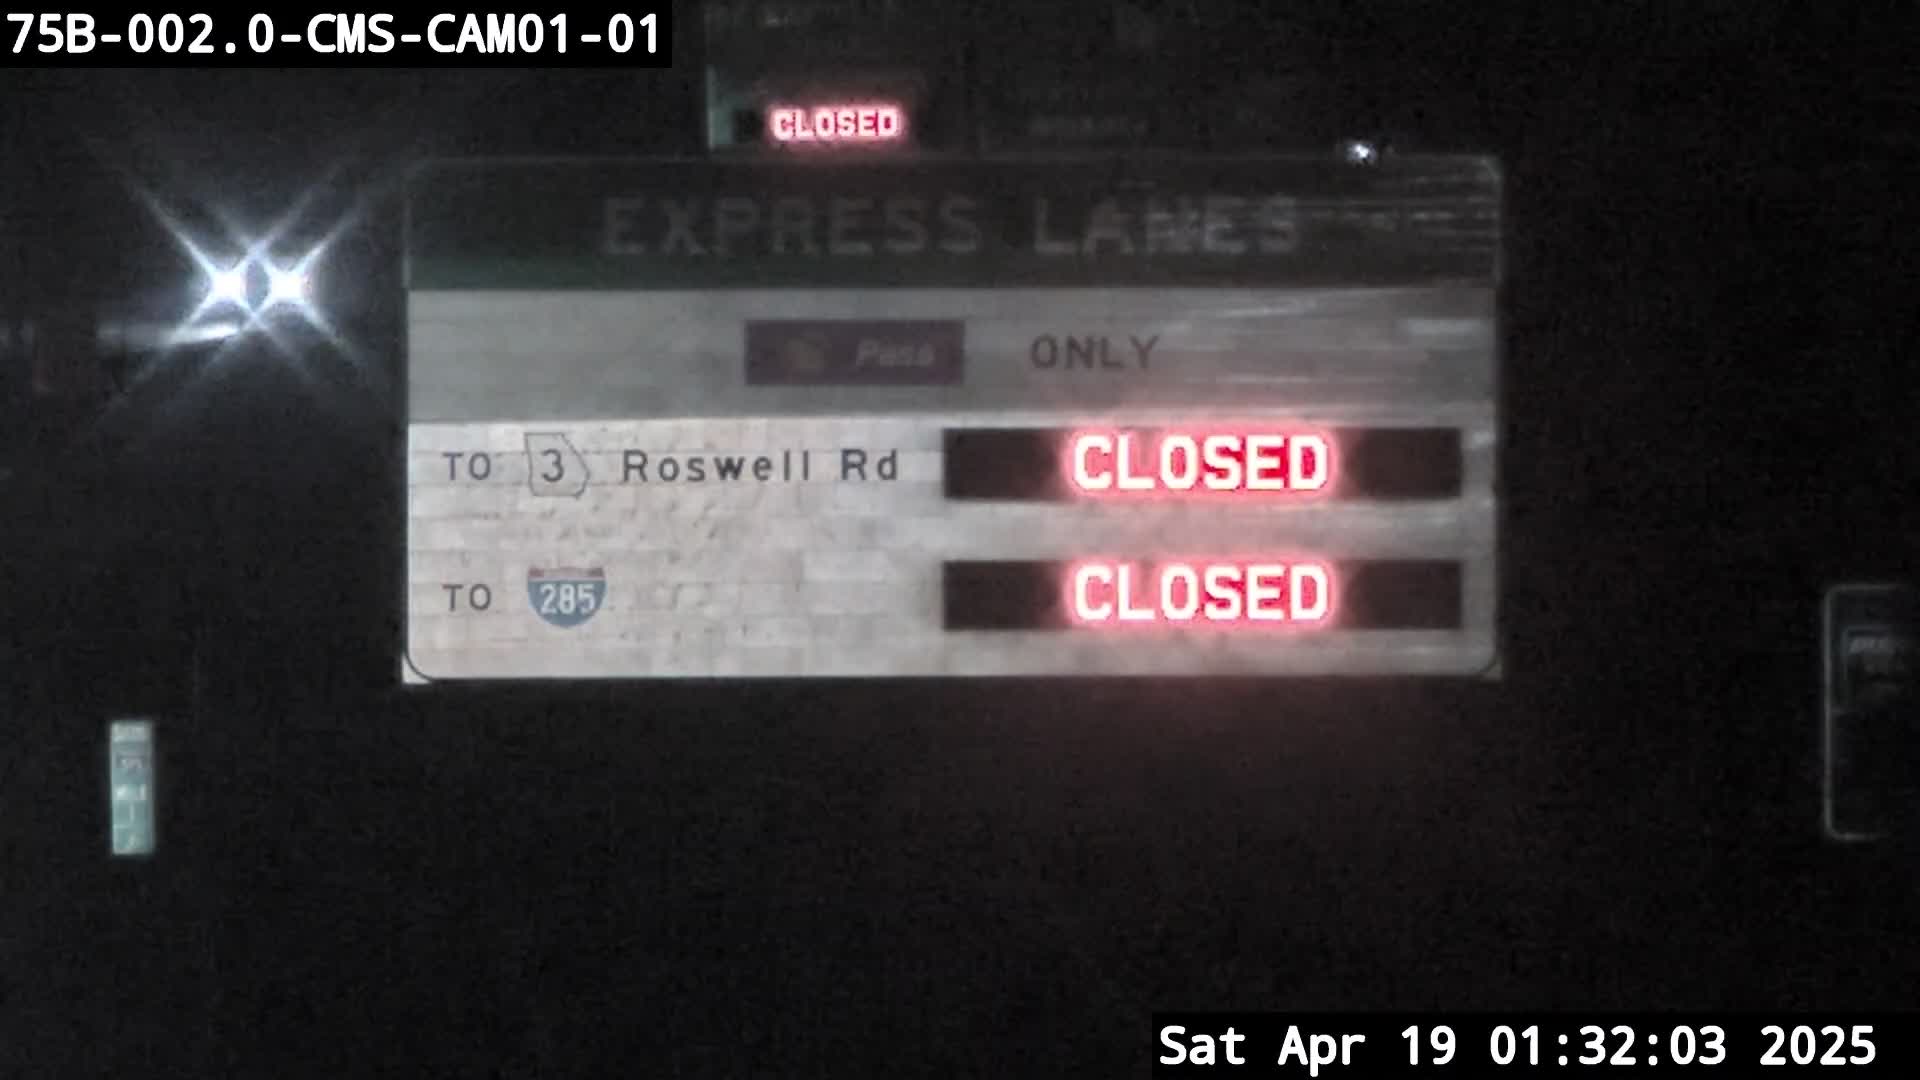 75B-002.0-CMS-CAM01-01
CLOSED
EXPRESS LANES
Pass ONLY
TO 3 Roswell Rd CLOSED
TO 285 CLOSED
Sat Apr 19 01:32:03 2025